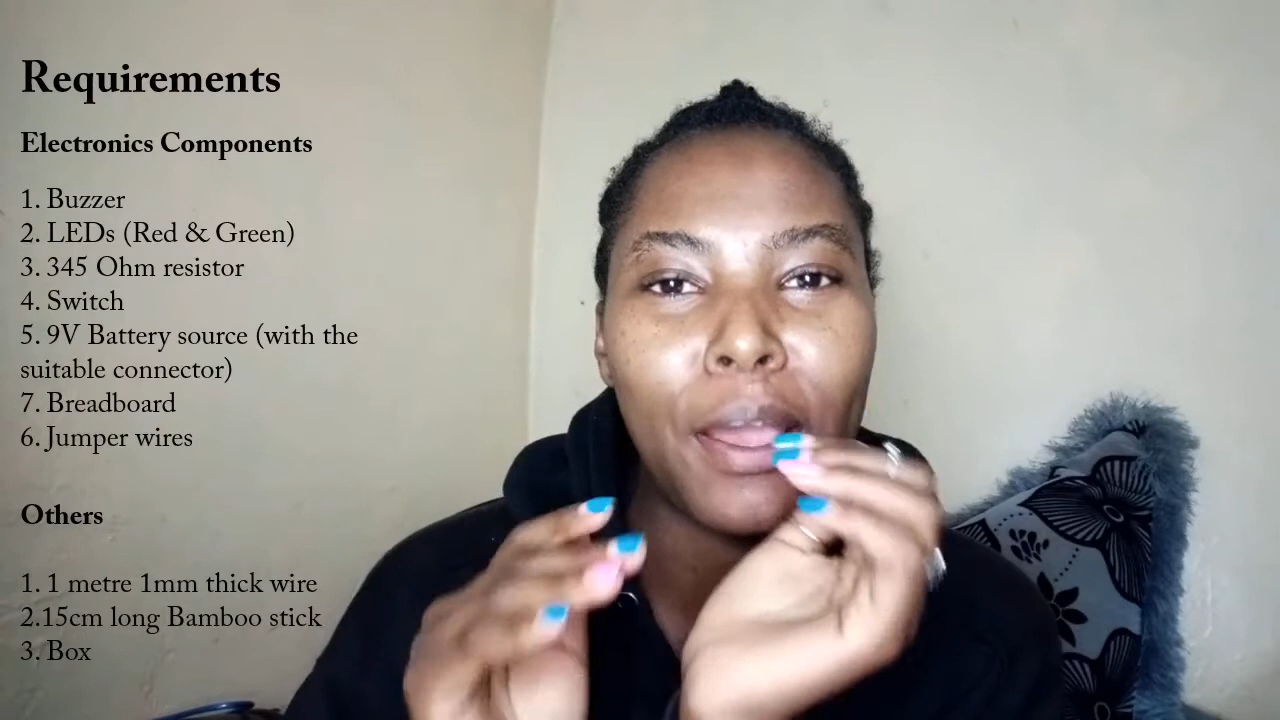 Requirements
Electronics Components
1. Buzzer
2. LEDs (Red & Green)
3. 345 Ohm resistor
4. Switch
5. 9V Battery source (with the
suitable connector)
7. Breadboard
6. Jumper wires
Others
1. 1 metre 1mm thick wire
2.15cm long Bamboo stick
3. Box